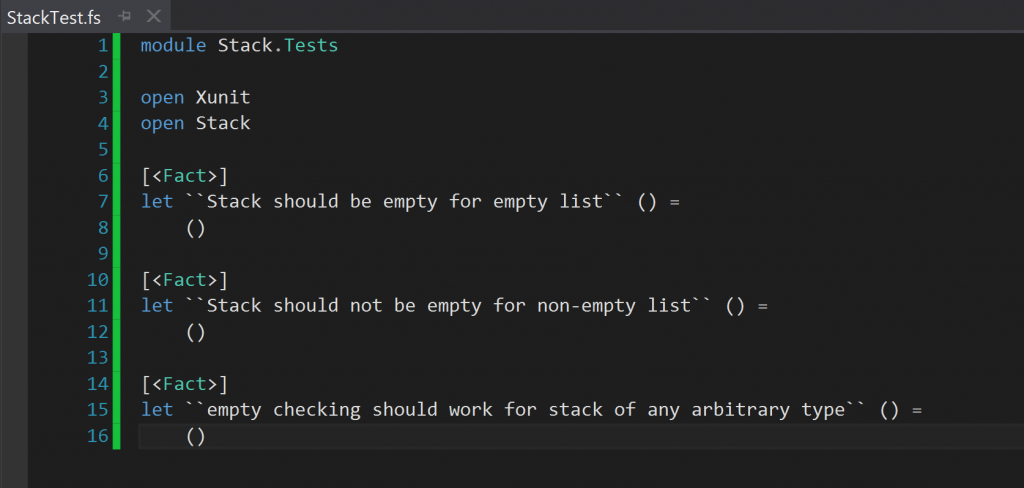 StackTest.fs
1 module Stack.Tests
2
3 open Xunit
4 open Stack
5
6 [<Fact>]
7 let ``Stack should be empty for empty list`` () =
8     ()
9
10 [<Fact>]
11 let ``Stack should not be empty for non-empty list`` () =
12     ()
13
14 [<Fact>]
15 let ``empty checking should work for stack of any arbitrary type`` () =
16     ()